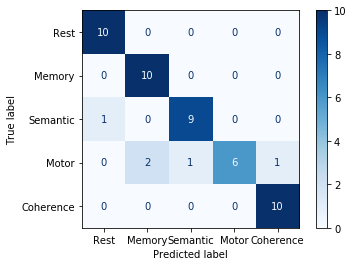 True label
Rest 10 0 0 0 0
Memory 0 10 0 0 0
Semantic 1 0 9 0 0
Motor 0 2 1 6 1
Coherence 0 0 0 0 10
Rest Memory Semantic Motor Coherence
Predicted label
10
8
6
4
2
0